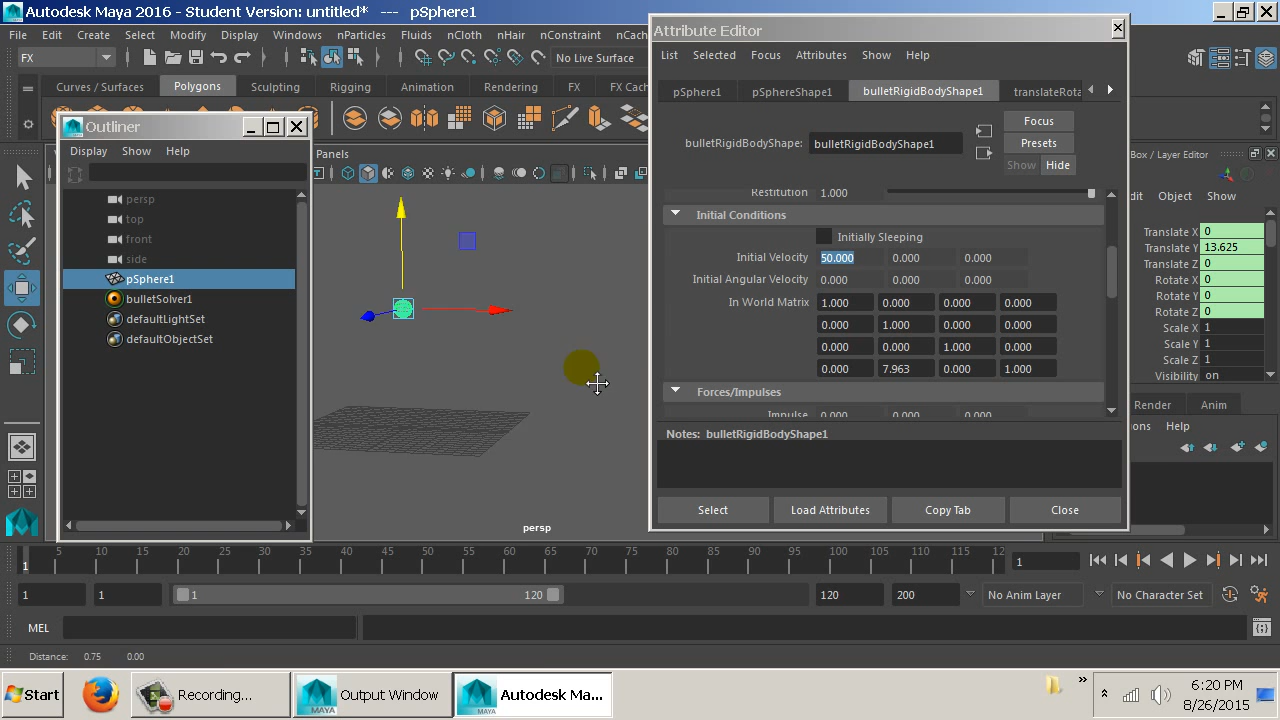 Autodesk Maya 2016 - Student Version: untitled* --- pSphere1
File Edit Create Select Modify Display Windows nParticles Fluids nCloth nHair nConstraint nCac
FX No Live Surface
Curves / Surfaces Polygons Sculpting Rigging Animation Rendering FX FX Ca
Outliner
Display Show Help
persp
top
front
side
pSphere1
bulletSolver1
defaultLightSet
defaultObjectSet
Panels
persp
Attribute Editor
List Selected Focus Attributes Show Help
pSphere1 pSphereShape1 bulletRigidBodyShape1 translateRota
bulletRigidBodyShape: bulletRigidBodyShape1
Focus
Presets
Show Hide
Restitution 1.000
Initial Conditions
Initially Sleeping
Initial Velocity 50.000 0.000 0.000
Initial Angular Velocity 0.000 0.000 0.000
In World Matrix 1.000 0.000 0.000 0.000
0.000 1.000 0.000 0.000
0.000 0.000 1.000 0.000
0.000 7.963 0.000 1.000
Forces/Impulses
Impulse 0.000 0.000 0.000
Notes: bulletRigidBodyShape1
Select Load Attributes Copy Tab Close
Box / Layer Editor
dit Object Show
Translate X 0
Translate Y 13.625
Translate Z 0
Rotate X 0
Rotate Y 0
Rotate Z 0
Scale X 1
Scale Y 1
Scale Z 1
Visibility on
Render Anim
ons Help
5 10 15 20 25 30 35 40 45 50 55 60 65 70 75 80 85 90 95 100 105 110 115 12
1 1
1 1 1 120 120 200 No Anim Layer No Character Set
MEL
Distance: 0.75 0.00
Start Recording... Output Window Autodesk Ma...
6:20 PM
8/26/2015